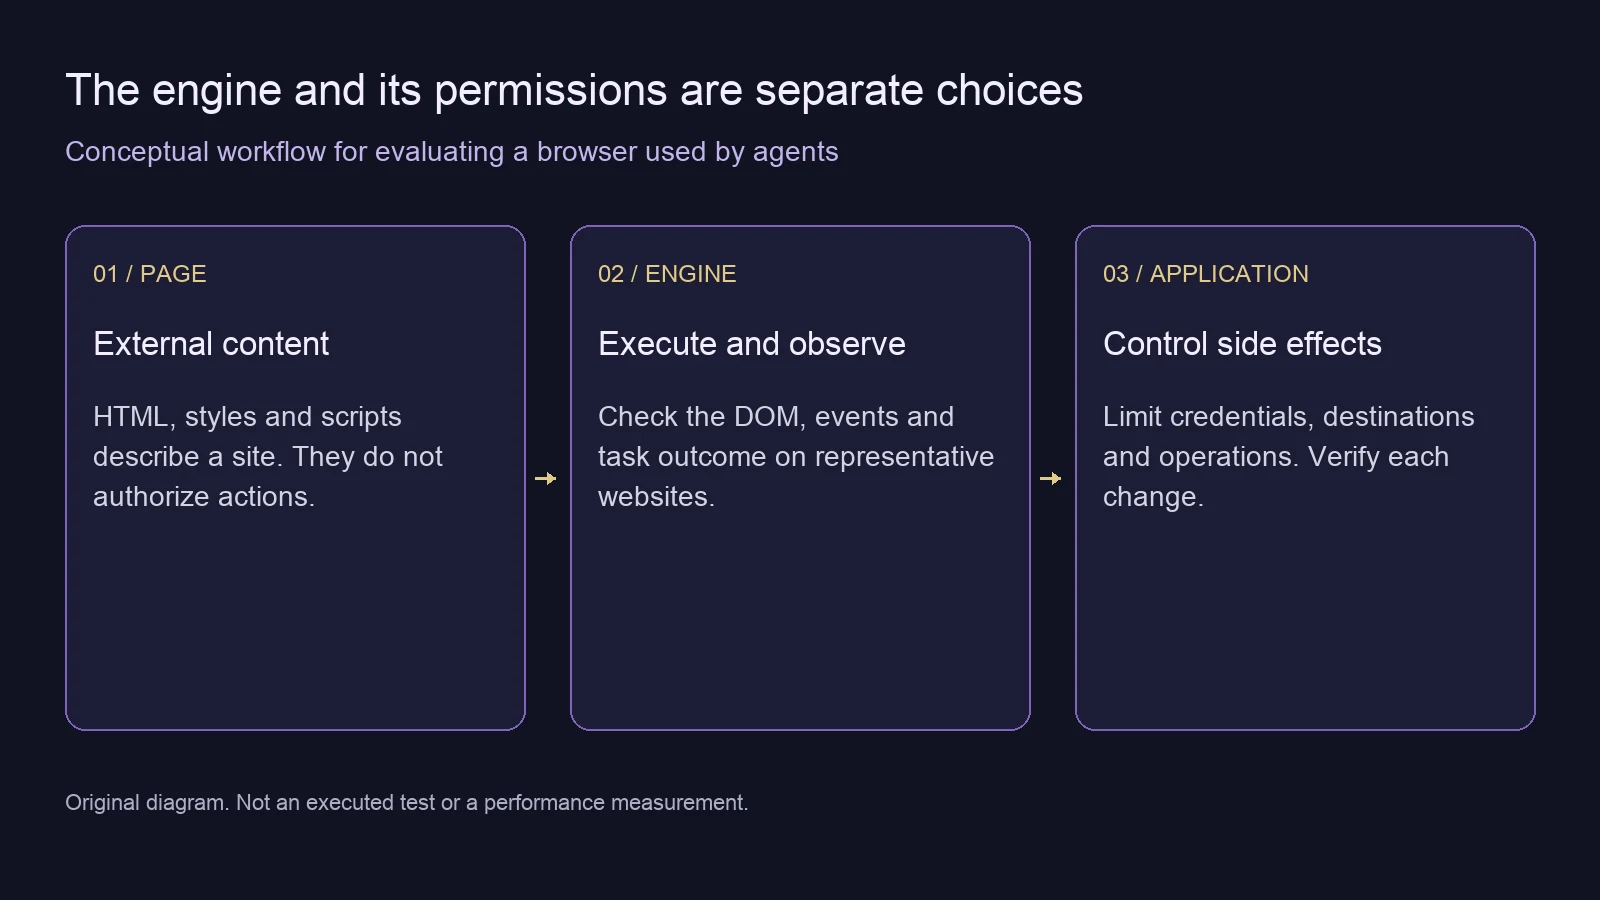 The engine and its permissions are separate choices
Conceptual workflow for evaluating a browser used by agents
01 / PAGE
External content
HTML, styles and scripts
describe a site. They do not
authorize actions.
02 / ENGINE
Execute and observe
Check the DOM, events and
task outcome on representative
websites.
03 / APPLICATION
Control side effects
Limit credentials, destinations
and operations. Verify each
change.
Original diagram. Not an executed test or a performance measurement.